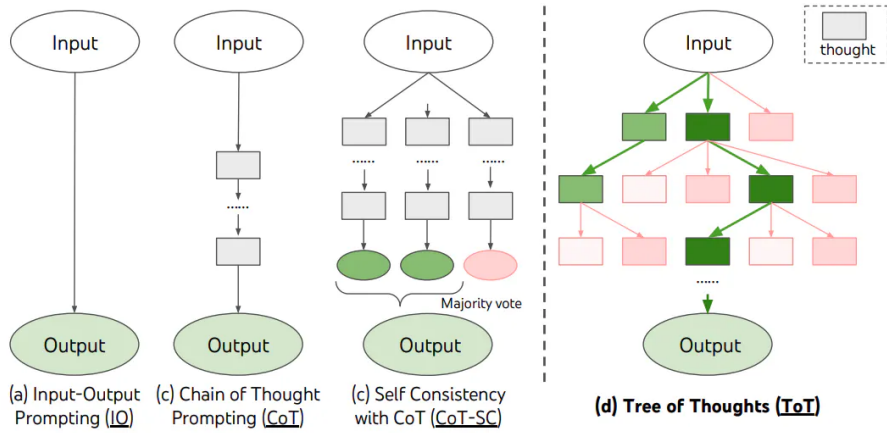 Input
Input
Input
Input
thought
......
......
......
......
......
Majority vote
Output
Output
Output
Output
(a) Input-Output
Prompting (IO)
(c) Chain of Thought
Prompting (CoT)
(c) Self Consistency
with CoT (CoT-SC)
(d) Tree of Thoughts (ToT)